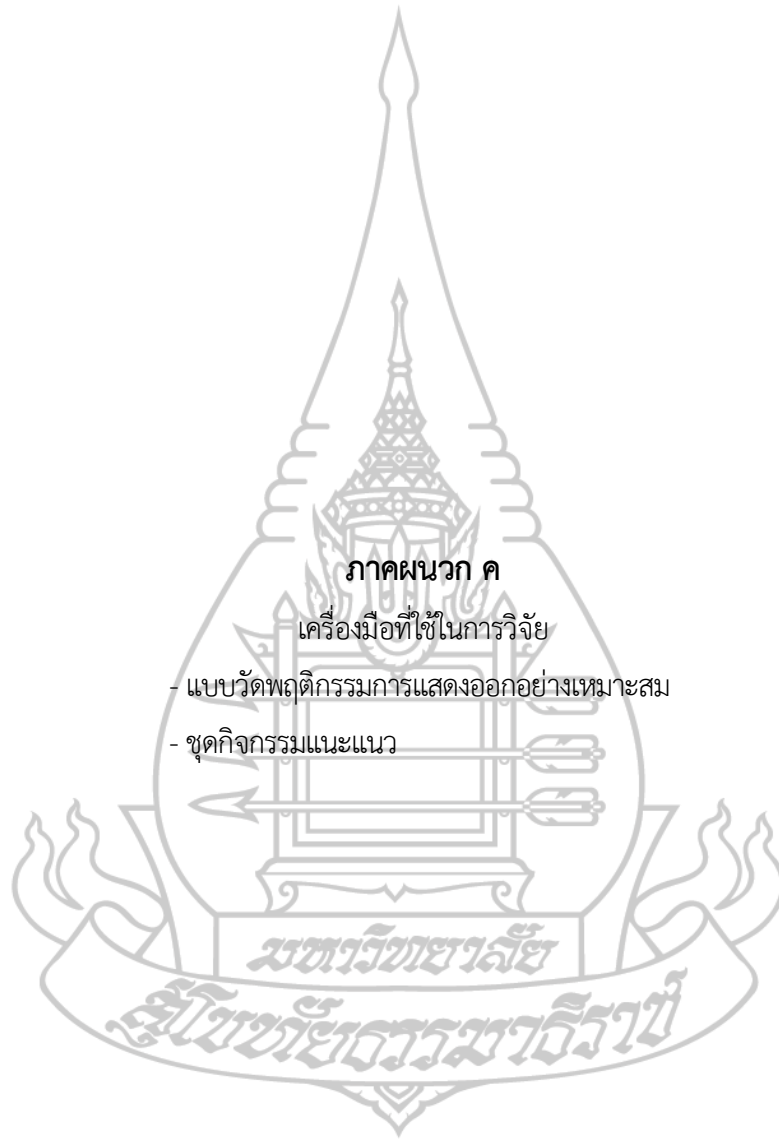 ภาคผนวก ค
เครื่องมือที่ใช้ในการวิจัย
- แบบวัดพฤติกรรมการแสดงออกอย่างเหมาะสม
- ชุดกิจกรรมแนะแนว
มหาวิทยาลัย
สุโขทัยธรรมาธิราช